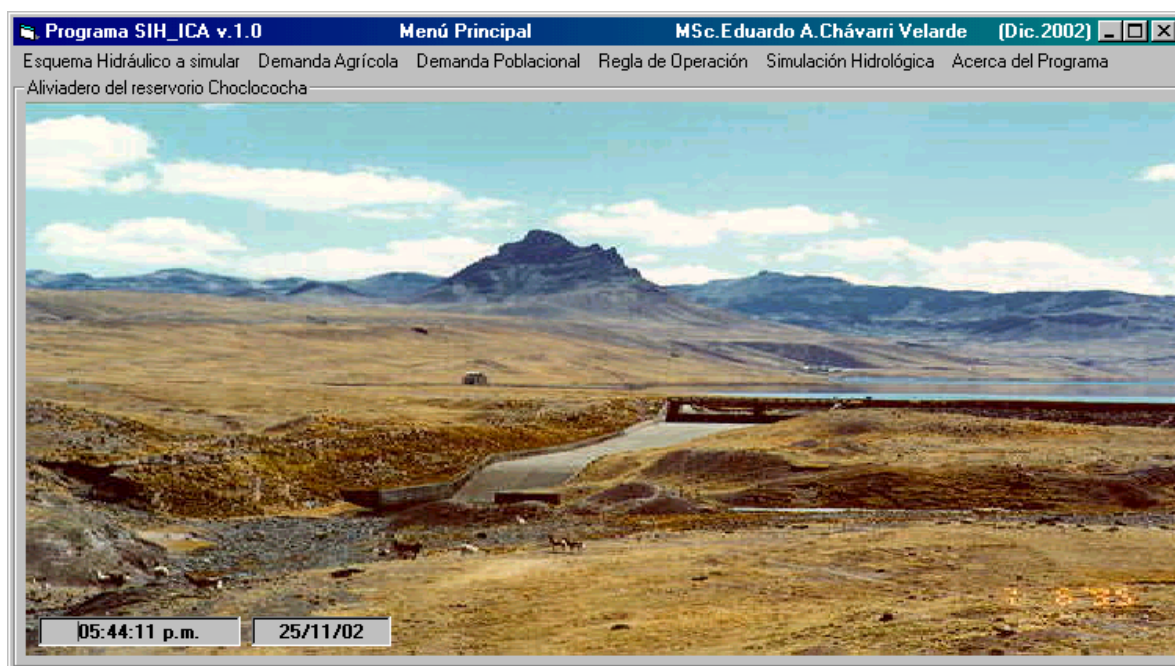 Programa SIH_ICA v.1.0 Menú Principal MSc.Eduardo A.Chávarri Velarde (Dic.2002)
Esquema Hidráulico a simular Demanda Agrícola Demanda Poblacional Regla de Operación Simulación Hidrológica Acerca del Programa
Aliviadero del reservorio Choclococha
05:44:11 p.m. 25/11/02